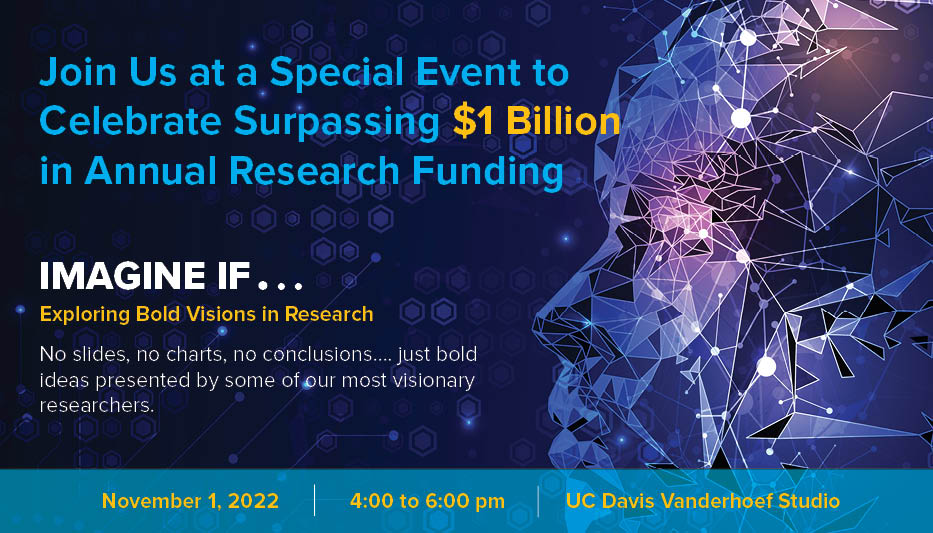 Join Us at a Special Event to
Celebrate Surpassing $1 Billion
in Annual Research Funding
IMAGINE IF . . .
Exploring Bold Visions in Research
No slides, no charts, no conclusions.... just bold
ideas presented by some of our most visionary
researchers.
November 1, 2022 | 4:00 to 6:00 pm | UC Davis Vanderhoef Studio